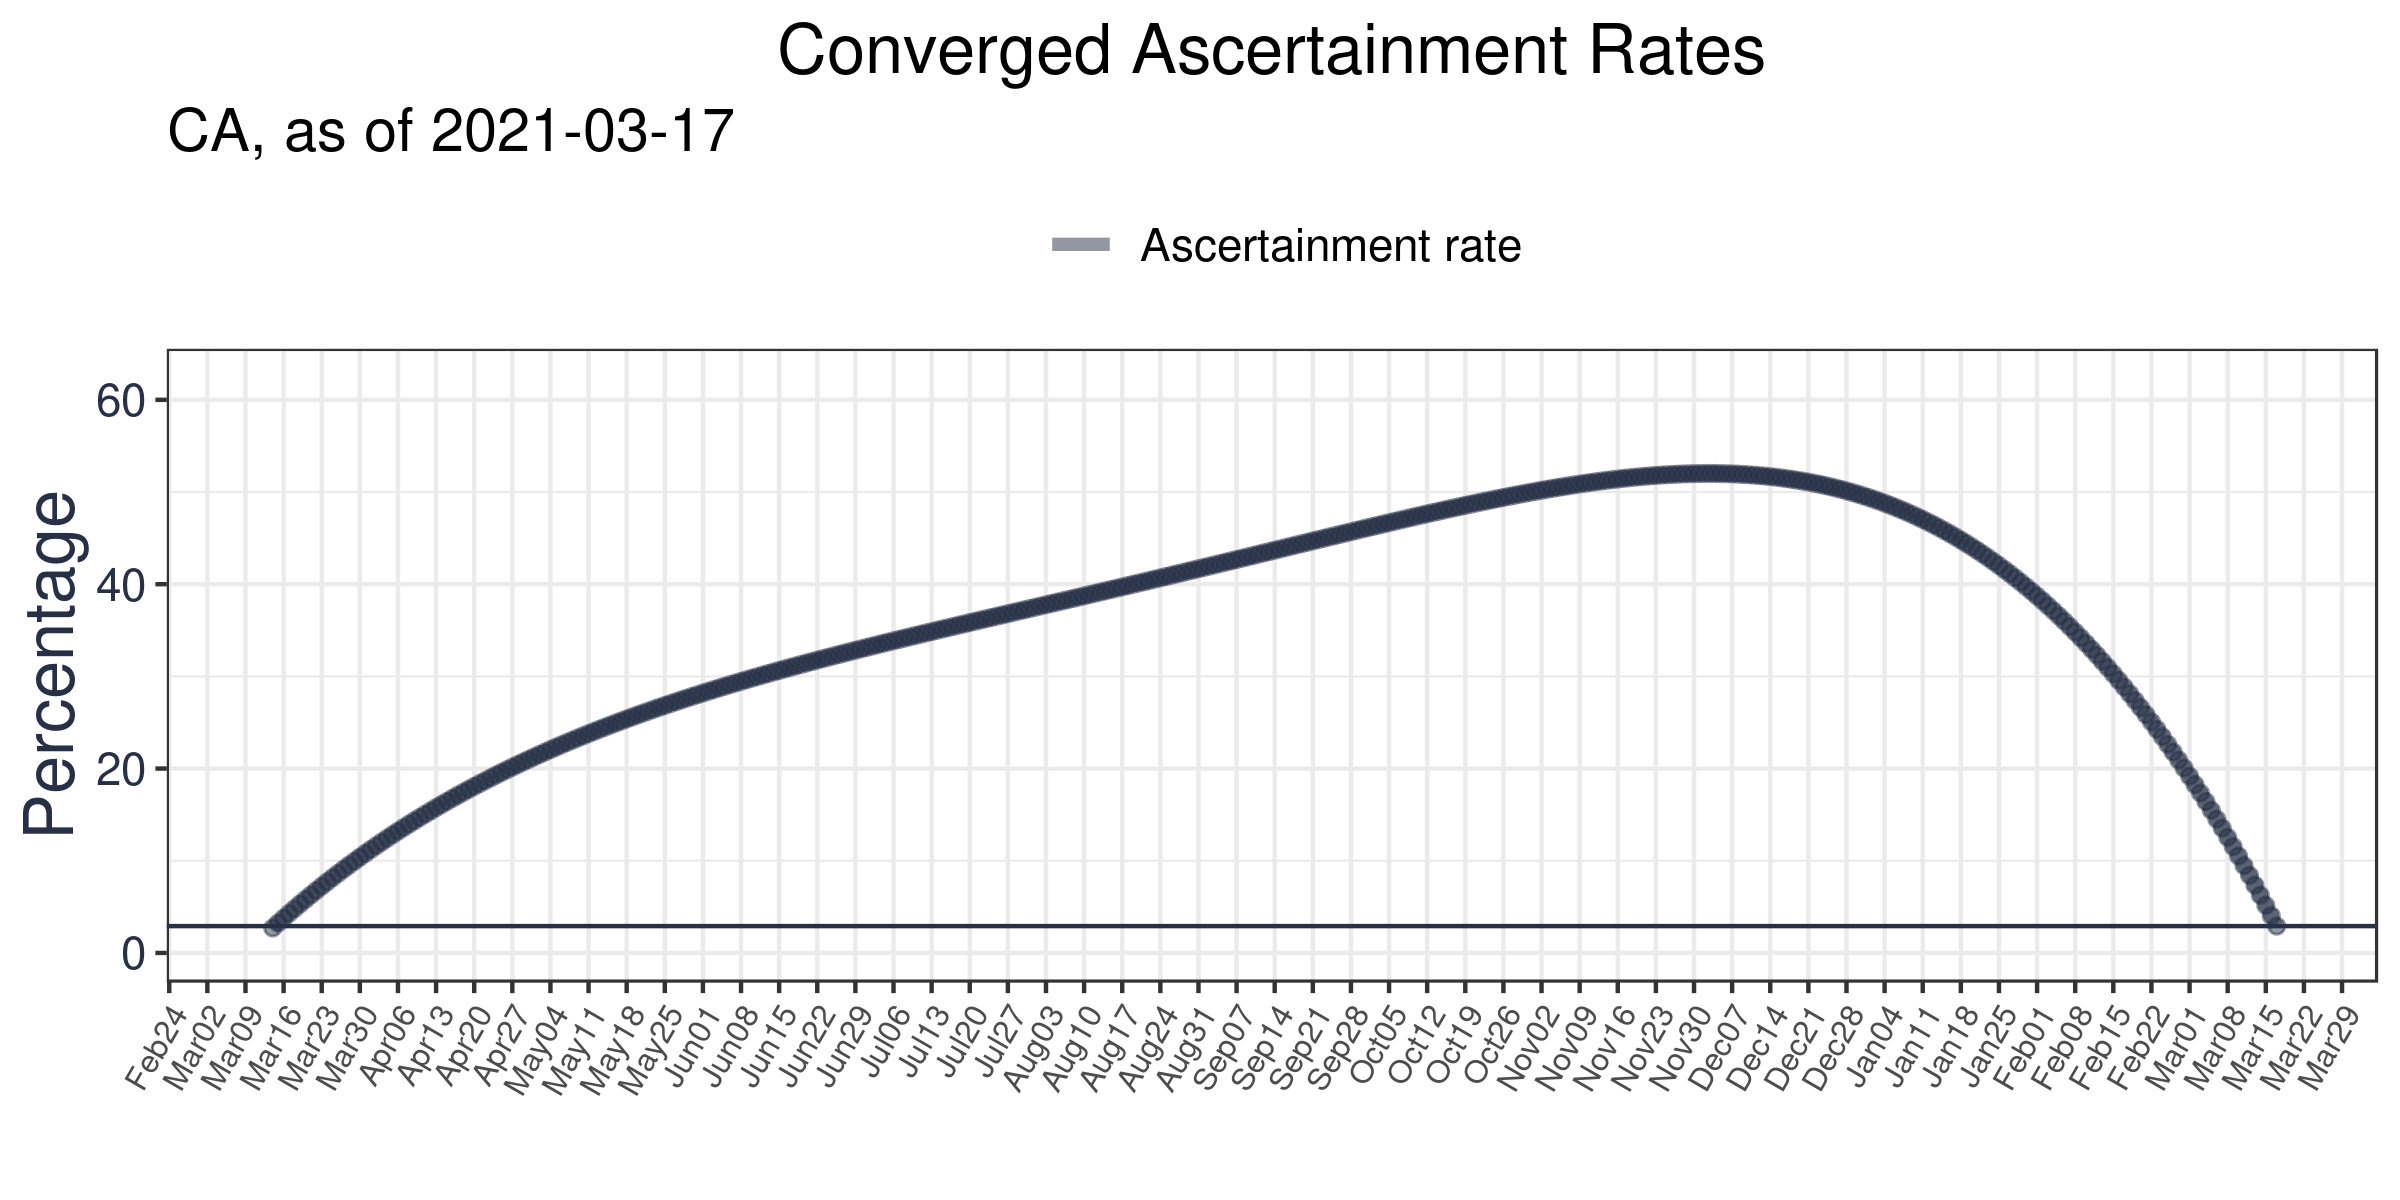 Converged Ascertainment Rates
CA, as of 2021-03-17
Ascertainment rate
Percentage
60
40
20
0
Feb24 Mar02 Mar09 Mar16 Mar23 Mar30 Apr06 Apr13 Apr20 Apr27 May04 May11 May18 May25 Jun01 Jun08 Jun15 Jun22 Jun29 Jul06 Jul13 Jul20 Jul27 Aug03 Aug10 Aug17 Aug24 Aug31 Sep07 Sep14 Sep21 Sep28 Oct05 Oct12 Oct19 Oct26 Nov02 Nov09 Nov16 Nov23 Nov30 Dec07 Dec14 Dec21 Dec28 Jan04 Jan11 Jan18 Jan25 Feb01 Feb08 Feb15 Feb22 Mar01 Mar08 Mar15 Mar22 Mar29